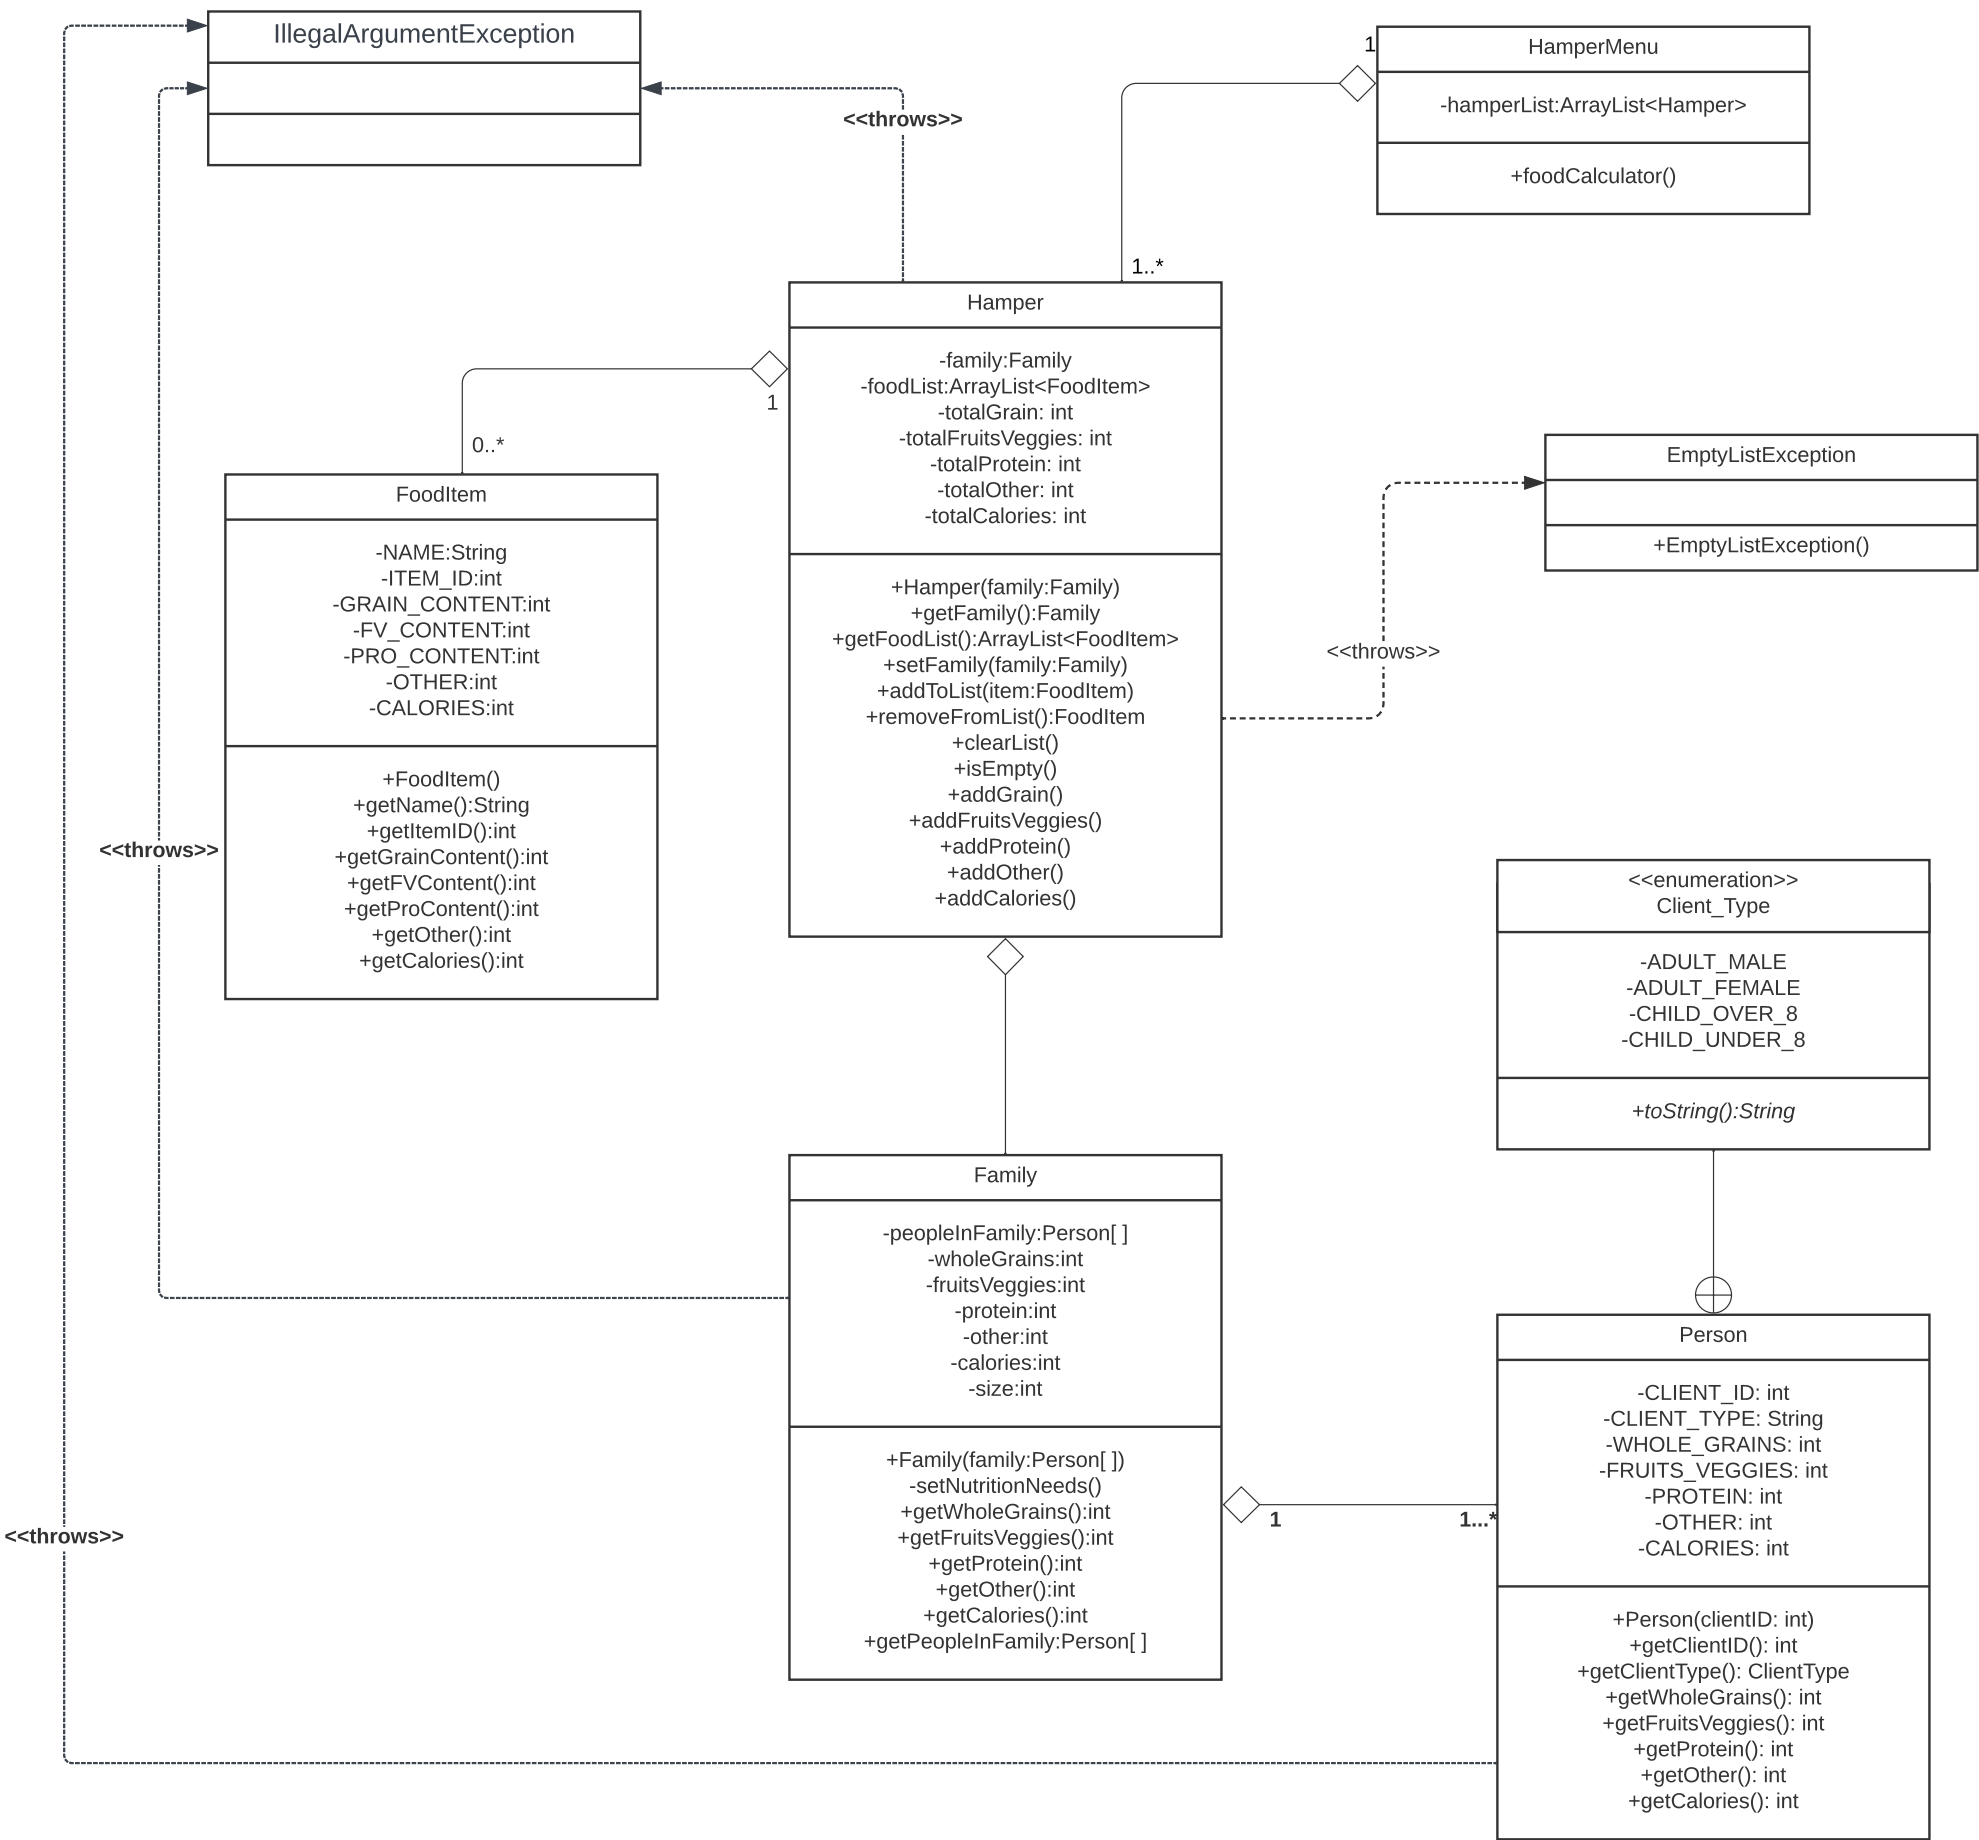 IllegalArgumentException
<<throws>>
1
HamperMenu
-hamperList:ArrayList<Hamper>
+foodCalculator()
1..*
Hamper
-family:Family
-foodList:ArrayList<FoodItem>
-totalGrain: int
-totalFruitsVeggies: int
-totalProtein: int
-totalOther: int
-totalCalories: int
+Hamper(family:Family)
+getFamily():Family
+getFoodList():ArrayList<FoodItem>
+setFamily(family:Family)
+addToList(item:FoodItem)
+removeFromList():FoodItem
+clearList()
+isEmpty()
+addGrain()
+addFruitsVeggies()
+addProtein()
+addOther()
+addCalories()
1
0..*
FoodItem
-NAME:String
-ITEM_ID:int
-GRAIN_CONTENT:int
-FV_CONTENT:int
-PRO_CONTENT:int
-OTHER:int
-CALORIES:int
+FoodItem()
+getName():String
+getItemID():int
+getGrainContent():int
+getFVContent():int
+getProContent():int
+getOther():int
+getCalories():int
EmptyListException
+EmptyListException()
<<throws>>
<<throws>>
<<enumeration>>
Client_Type
-ADULT_MALE
-ADULT_FEMALE
-CHILD_OVER_8
-CHILD_UNDER_8
+toString():String
Family
-peopleInFamily:Person[ ]
-wholeGrains:int
-fruitsVeggies:int
-protein:int
-other:int
-calories:int
-size:int
+Family(family:Person[ ])
-setNutritionNeeds()
+getWholeGrains():int
+getFruitsVeggies():int
+getProtein():int
+getOther():int
+getCalories():int
+getPeopleInFamily:Person[ ]
1
1...*
Person
-CLIENT_ID: int
-CLIENT_TYPE: String
-WHOLE_GRAINS: int
-FRUITS_VEGGIES: int
-PROTEIN: int
-OTHER: int
-CALORIES: int
+Person(clientID: int)
+getClientID(): int
+getClientType(): ClientType
+getWholeGrains(): int
+getFruitsVeggies(): int
+getProtein(): int
+getOther(): int
+getCalories(): int
<<throws>>